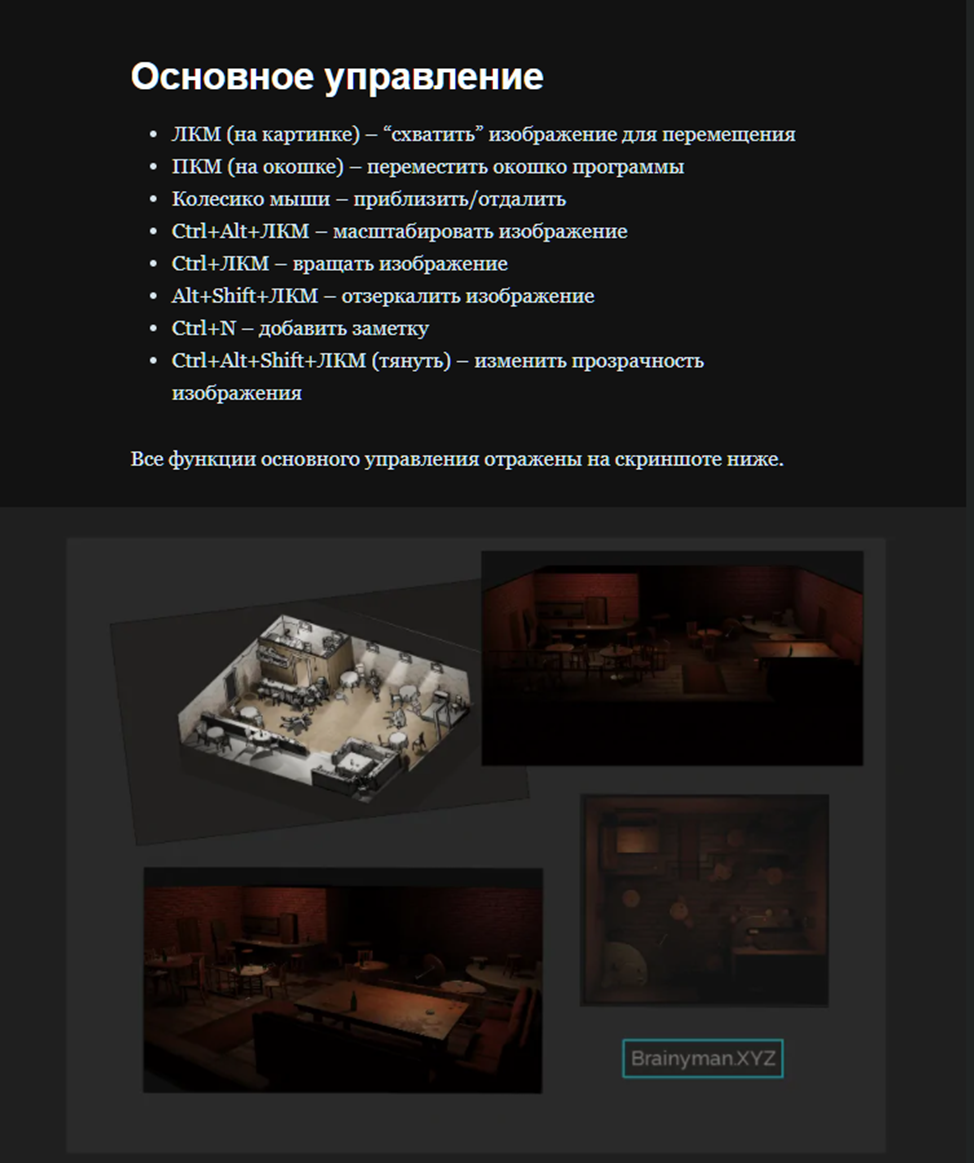 Основное управление
• ЛКМ (на картинке) – “схватить” изображение для перемещения
• ПКМ (на окошке) – переместить окошко программы
• Колесико мыши – приблизить/отдалить
• Ctrl+Alt+ЛКМ – масштабировать изображение
• Ctrl+ЛКМ – вращать изображение
• Alt+Shift+ЛКМ – отзеркалить изображение
• Ctrl+N – добавить заметку
• Ctrl+Alt+Shift+ЛКМ (тянуть) – изменить прозрачность
изображения
Все функции основного управления отражены на скриншоте ниже.
Brainyman.XYZ